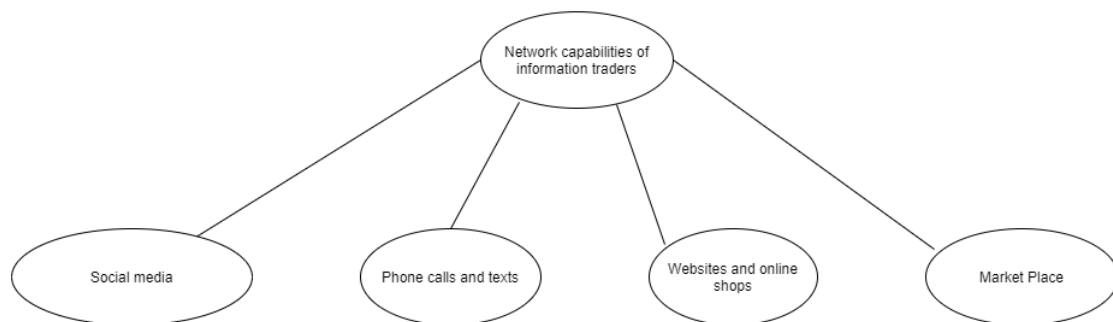 Network capabilities of
information traders
Social media
Phone calls and texts
Websites and online
shops
Market Place